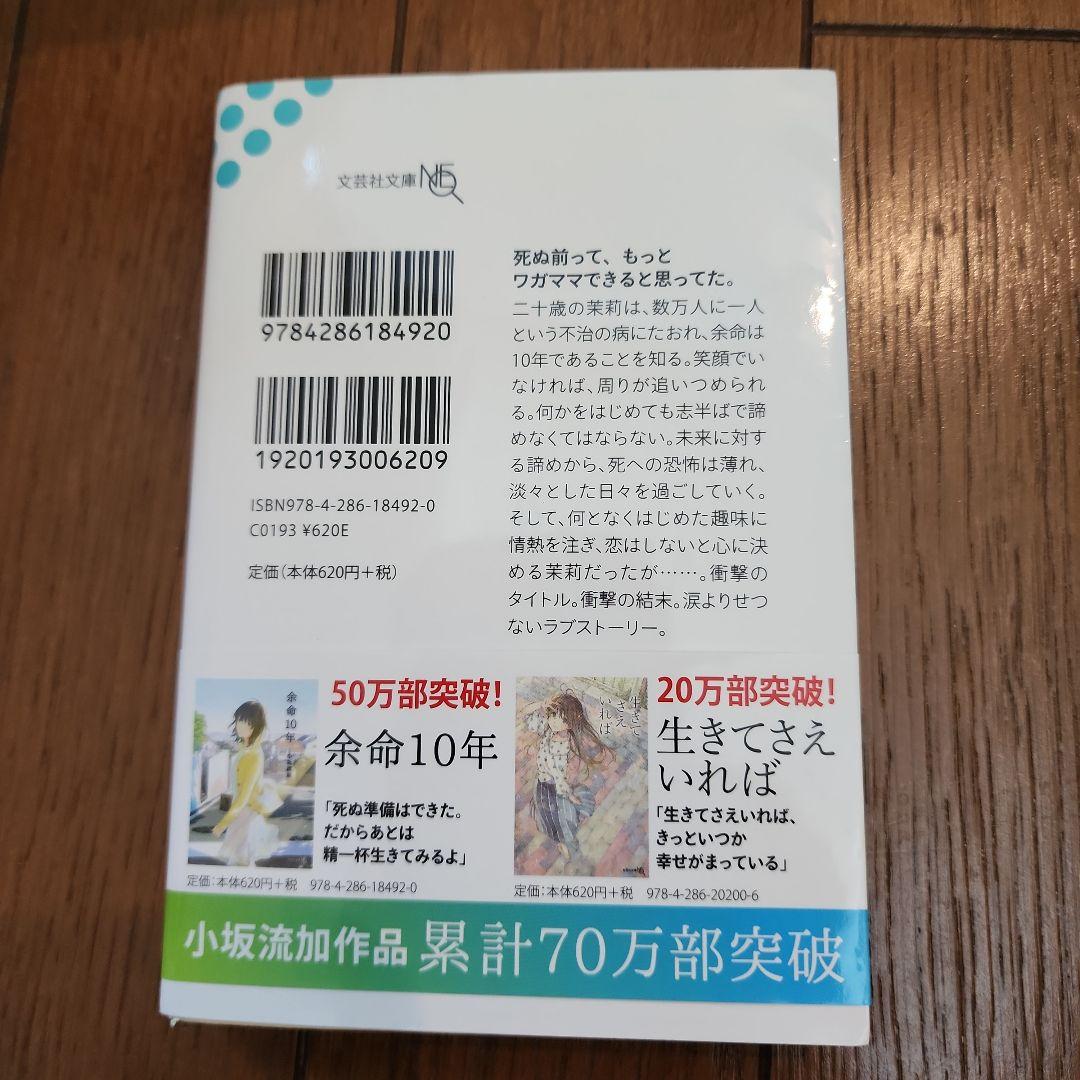 文芸社文庫 NEO
9784286184920
1920193006209
ISBN978-4-286-18492-0
C0193 ¥620E
定価(本体620円+税)
死ぬ前って、もっと
ワガママできると思ってた。
二十歳の茉莉は、数万人に一人
という不治の病にたおれ、余命は
10年であることを知る。笑顔でい
なければ、周りが追いつめられ
る。何かをはじめても志半ばで諦
めなくてはならない。未来に対す
る諦めから、死への恐怖は薄れ、
淡々とした日々を過ごしていく。
そして、何となくはじめた趣味に
情熱を注ぎ、恋はしないと心に決
める茉莉だったが……。衝撃の
タイトル。衝撃の結末。涙よりせつ
ないラブストーリー。
余命10年
50万部突破!
余命10年
「死ぬ準備はできた。
だからあとは
精一杯生きてみるよ」
定価:本体620円+税 978-4-286-18492-0
生きて
さえ
いれば
20万部突破!
生きてさえ
いれば
「生きてさえいれば、
きっといつか
幸せがまっている」
定価:本体620円+税 978-4-286-20200-6
小坂流加作品 累計70万部突破